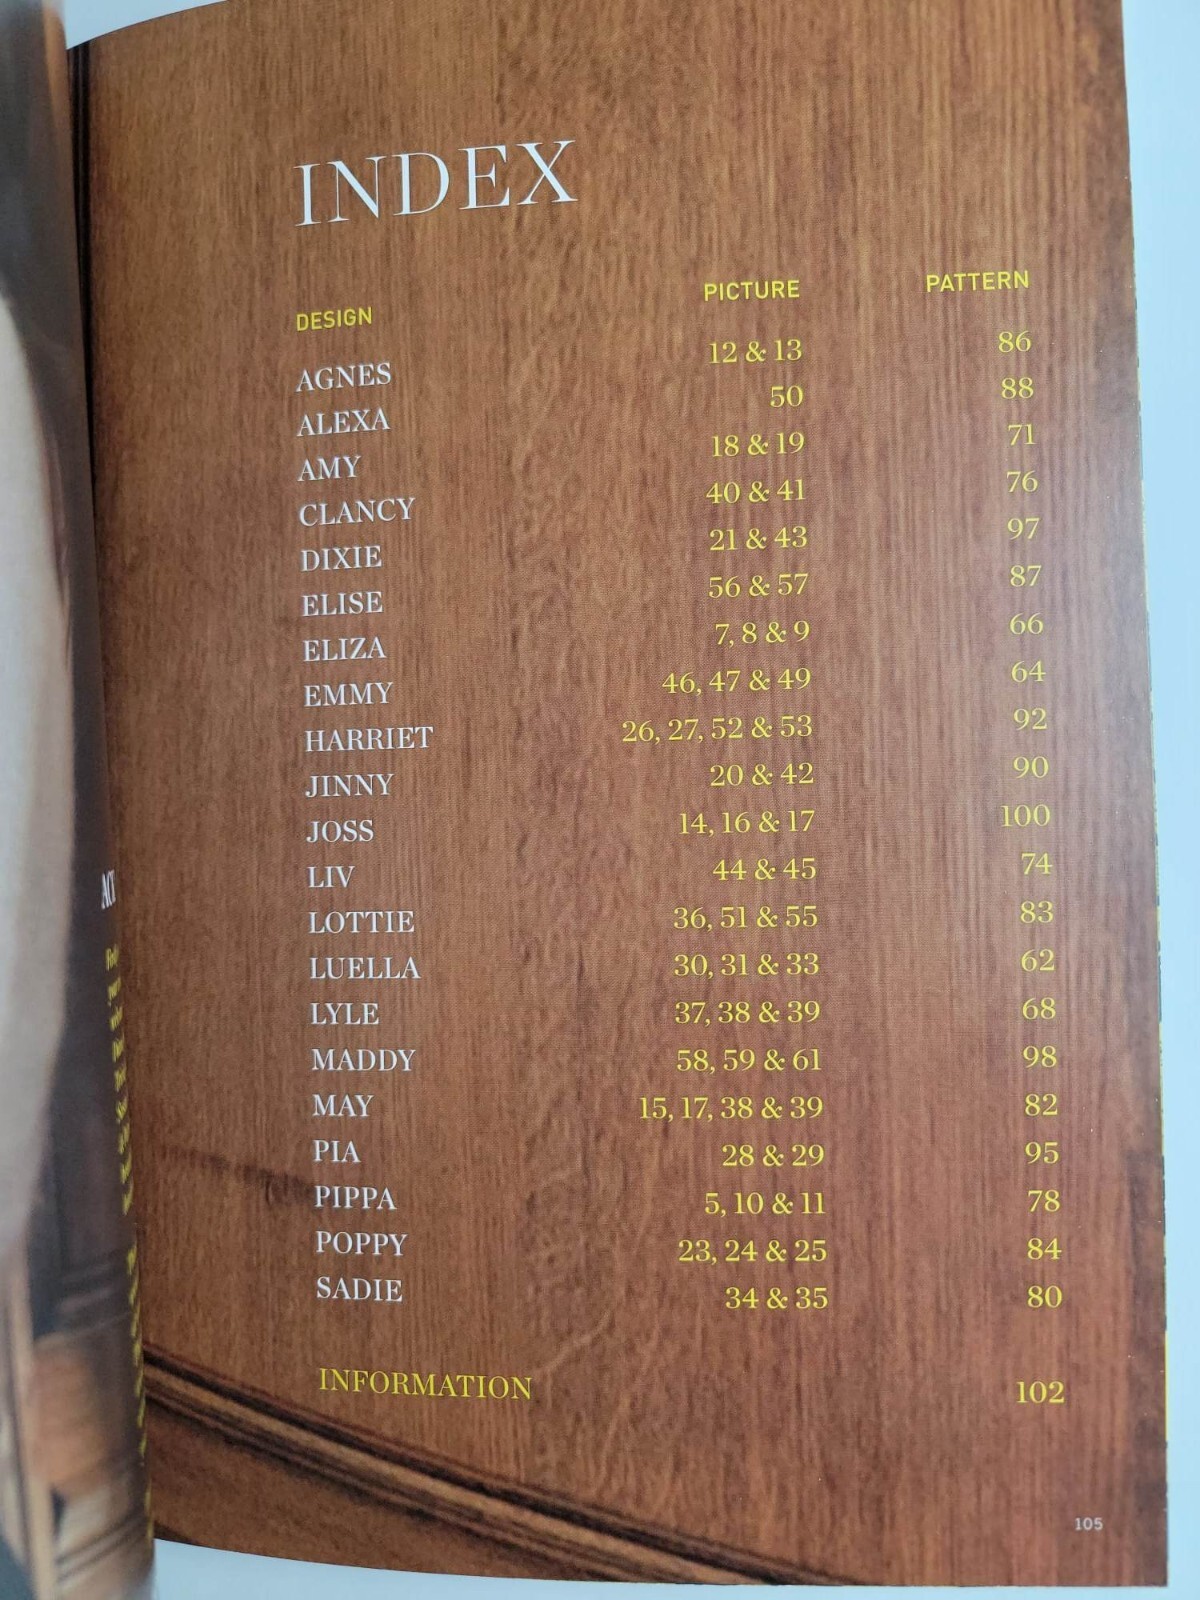 INDEX
DESIGN PICTURE PATTERN
AGNES 12 & 13 86
ALEXA 50 88
AMY 18 & 19 71
CLANCY 40 & 41 76
DIXIE 21 & 43 97
ELISE 56 & 57 87
ELIZA 7, 8 & 9 66
EMMY 46, 47 & 49 64
HARRIET 26, 27, 52 & 53 92
JINNY 20 & 42 90
JOSS 14, 16 & 17 100
LIV 44 & 45 74
LOTTIE 36, 51 & 55 83
LUELLA 30, 31 & 33 62
LYLE 37, 38 & 39 68
MADDY 58, 59 & 61 98
MAY 15, 17, 38 & 39 82
PIA 28 & 29 95
PIPPA 5, 10 & 11 78
POPPY 23, 24 & 25 84
SADIE 34 & 35 80
INFORMATION 102
105